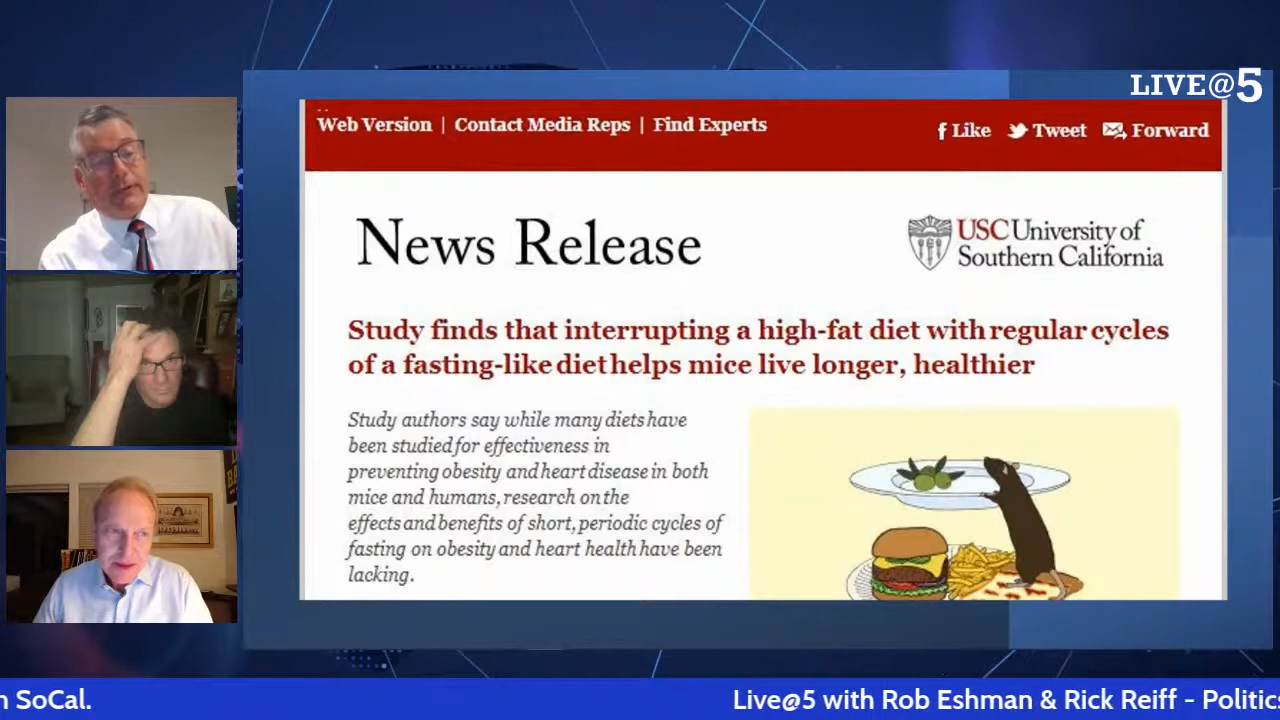 LIVE@5
Web Version | Contact Media Reps | Find Experts
Like Tweet Forward
News Release
USC University of
Southern California
Study finds that interrupting a high-fat diet with regular cycles
of a fasting-like diet helps mice live longer, healthier
Study authors say while many diets have
been studied for effectiveness in
preventing obesity and heart disease in both
mice and humans, research on the
effects and benefits of short, periodic cycles of
fasting on obesity and heart health have been
lacking.
n SoCal.
Live@5 with Rob Eshman & Rick Reiff - Politics